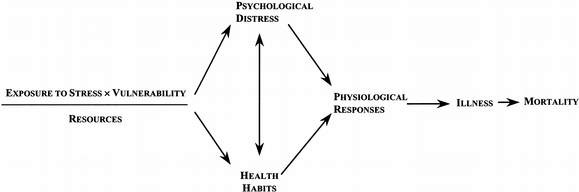 PSYCHOLOGICAL
DISTRESS
EXPOSURE TO STRESS × VULNERABILITY
RESOURCES
PHYSIOLOGICAL
RESPONSES
ILLNESS
MORTALITY
HEALTH
HABITS